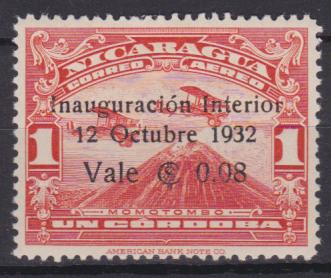 NICARAGUA
CORREO AEREO
Inauguración Interior
12 Octubre 1932
1 1
Vale C$ 0.08
MOMOTOMBO
UN CÓRDOBA
AMERICAN BANK NOTE CO.